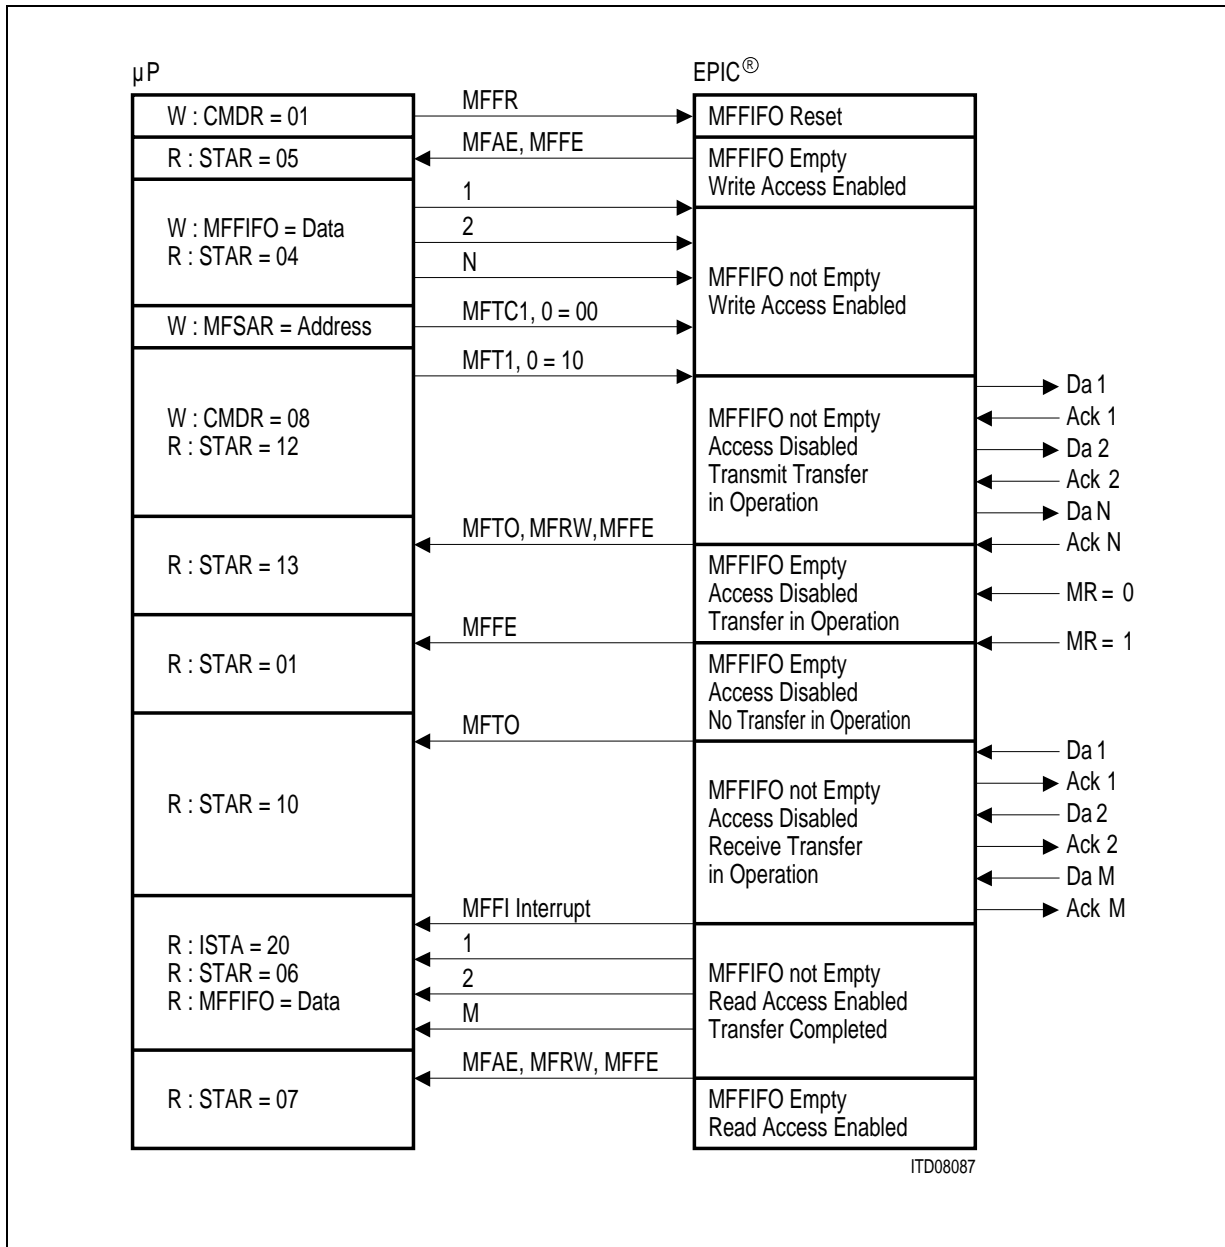 µP
EPIC®
W : CMDR = 01
MFFR
MFFIFO Reset
R : STAR = 05
MFAE, MFFE
MFFIFO Empty
Write Access Enabled
W : MFFIFO = Data
R : STAR = 04
1
2
N
MFFIFO not Empty
Write Access Enabled
W : MFSAR = Address
MFTC1, 0 = 00
W : CMDR = 08
R : STAR = 12
MFT1, 0 = 10
MFFIFO not Empty
Access Disabled
Transmit Transfer
in Operation
Da 1
Ack 1
Da 2
Ack 2
Da N
Ack N
R : STAR = 13
MFTO, MFRW, MFFE
MFFIFO Empty
Access Disabled
Transfer in Operation
MR = 0
MR = 1
R : STAR = 01
MFFE
MFFIFO Empty
Access Disabled
No Transfer in Operation
R : STAR = 10
MFTO
MFFIFO not Empty
Access Disabled
Receive Transfer
in Operation
Da 1
Ack 1
Da 2
Ack 2
Da M
Ack M
R : ISTA = 20
R : STAR = 06
R : MFFIFO = Data
MFFI Interrupt
1
2
M
MFFIFO not Empty
Read Access Enabled
Transfer Completed
R : STAR = 07
MFAE, MFRW, MFFE
MFFIFO Empty
Read Access Enabled
ITD08087